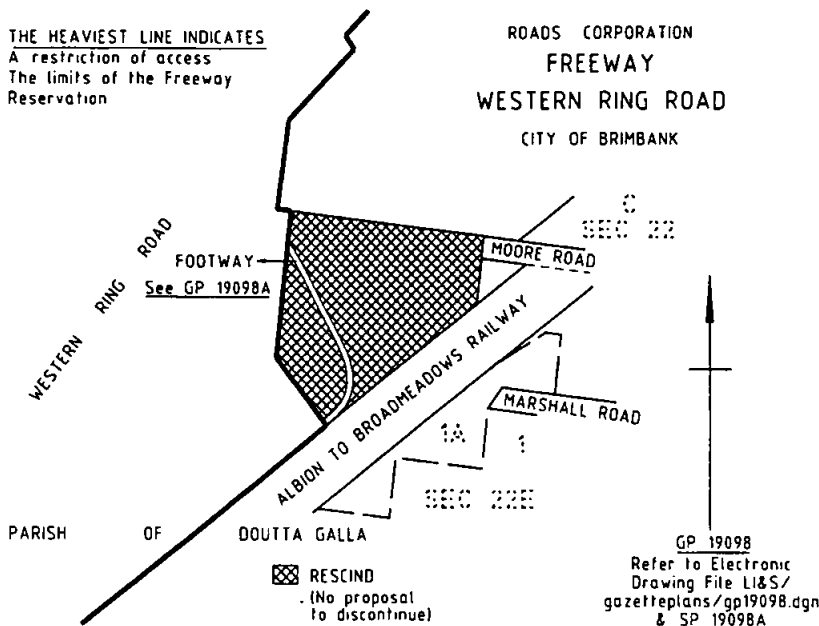 THE HEAVIEST LINE INDICATES
A restriction of access
The limits of the Freeway
Reservation
ROADS CORPORATION
FREEWAY
WESTERN RING ROAD
CITY OF BRIMBANK
C
SEC 22
MOORE ROAD
WESTERN RING ROAD
FOOTWAY
See GP 19098A
ALBION TO BROADMEADOWS RAILWAY
MARSHALL ROAD
1A 1
SEC 22E
PARISH OF DOUTTA GALLA
RESCIND
(No proposal
to discontinue)
GP 19098
Refer to Electronic
Drawing File LI&S/
gazetteplans/gp19098.dgn
& SP 19098A